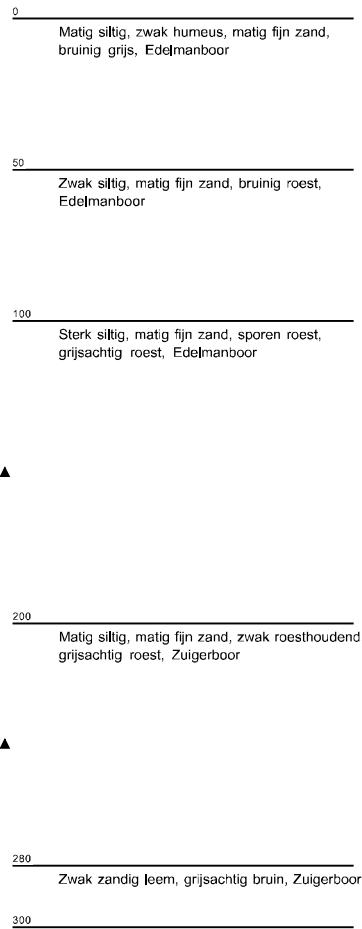 0
Matig siltig, zwak humeus, matig fijn zand,
bruinig grijs, Edelmanboor
50
Zwak siltig, matig fijn zand, bruinig roest,
Edelmanboor
100
Sterk siltig, matig fijn zand, sporen roest,
grijsachtig roest, Edelmanboor
200
Matig siltig, matig fijn zand, zwak roesthoudend
grijsachtig roest, Zuigerboor
280
Zwak zandig leem, grijsachtig bruin, Zuigerboor
300